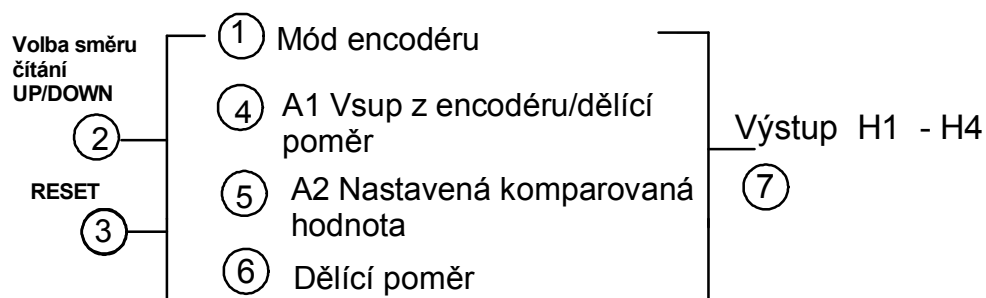 Volba směru
čítání
UP/DOWN
2
RESET
3
1 Mód encodéru
4 A1 Vsup z encodéru/dělící
poměr
5 A2 Nastavená komparovaná
hodnota
6 Dělící poměr
Výstup H1 - H4
7